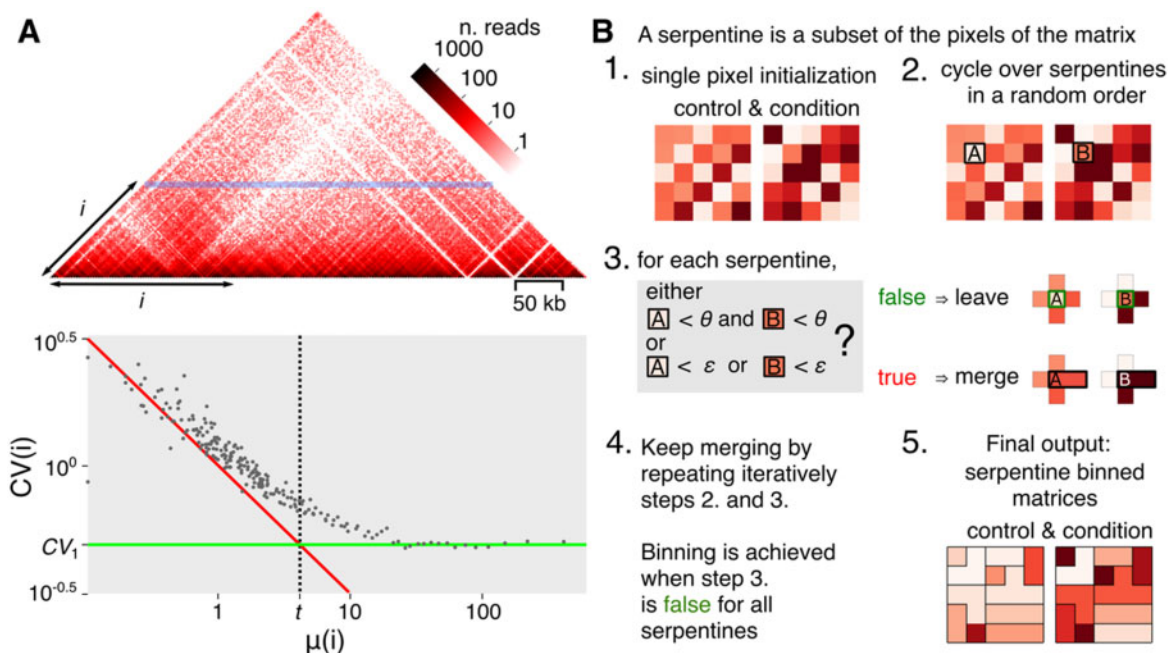 A
n. reads
1000
100
10
1
i
i
50 kb
10^0.5
10^0
CV₁
10^-0.5
CV(i)
1
t
10
100
μ(i)
B
A serpentine is a subset of the pixels of the matrix
1. single pixel initialization
control & condition
2. cycle over serpentines
in a random order
A
B
3. for each serpentine,
either
A < θ and B < θ
or
A < ε or B < ε
?
false ⇒ leave
A
B
true ⇒ merge
A
B
4. Keep merging by
repeating iteratively
steps 2. and 3.
Binning is achieved
when step 3.
is false for all
serpentines
5. Final output:
serpentine binned
matrices
control & condition